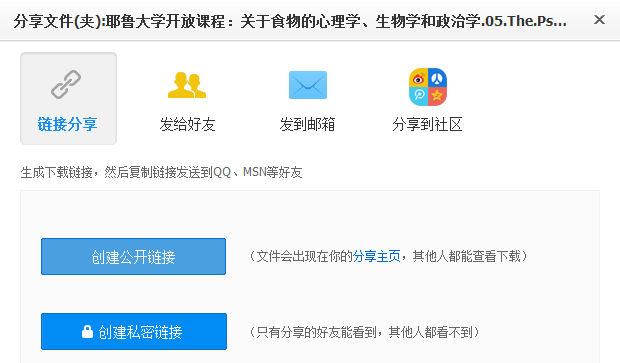 分享文件(夹):耶鲁大学开放课程：关于食物的心理学、生物学和政治学.05.The.Ps...
链接分享
发给好友
发到邮箱
分享到社区
生成下载链接，然后复制链接发送到QQ、MSN等好友
创建公开链接
（文件会出现在你的分享主页，其他人都能查看下载）
创建私密链接
（只有分享的好友能看到，其他人都看不到）